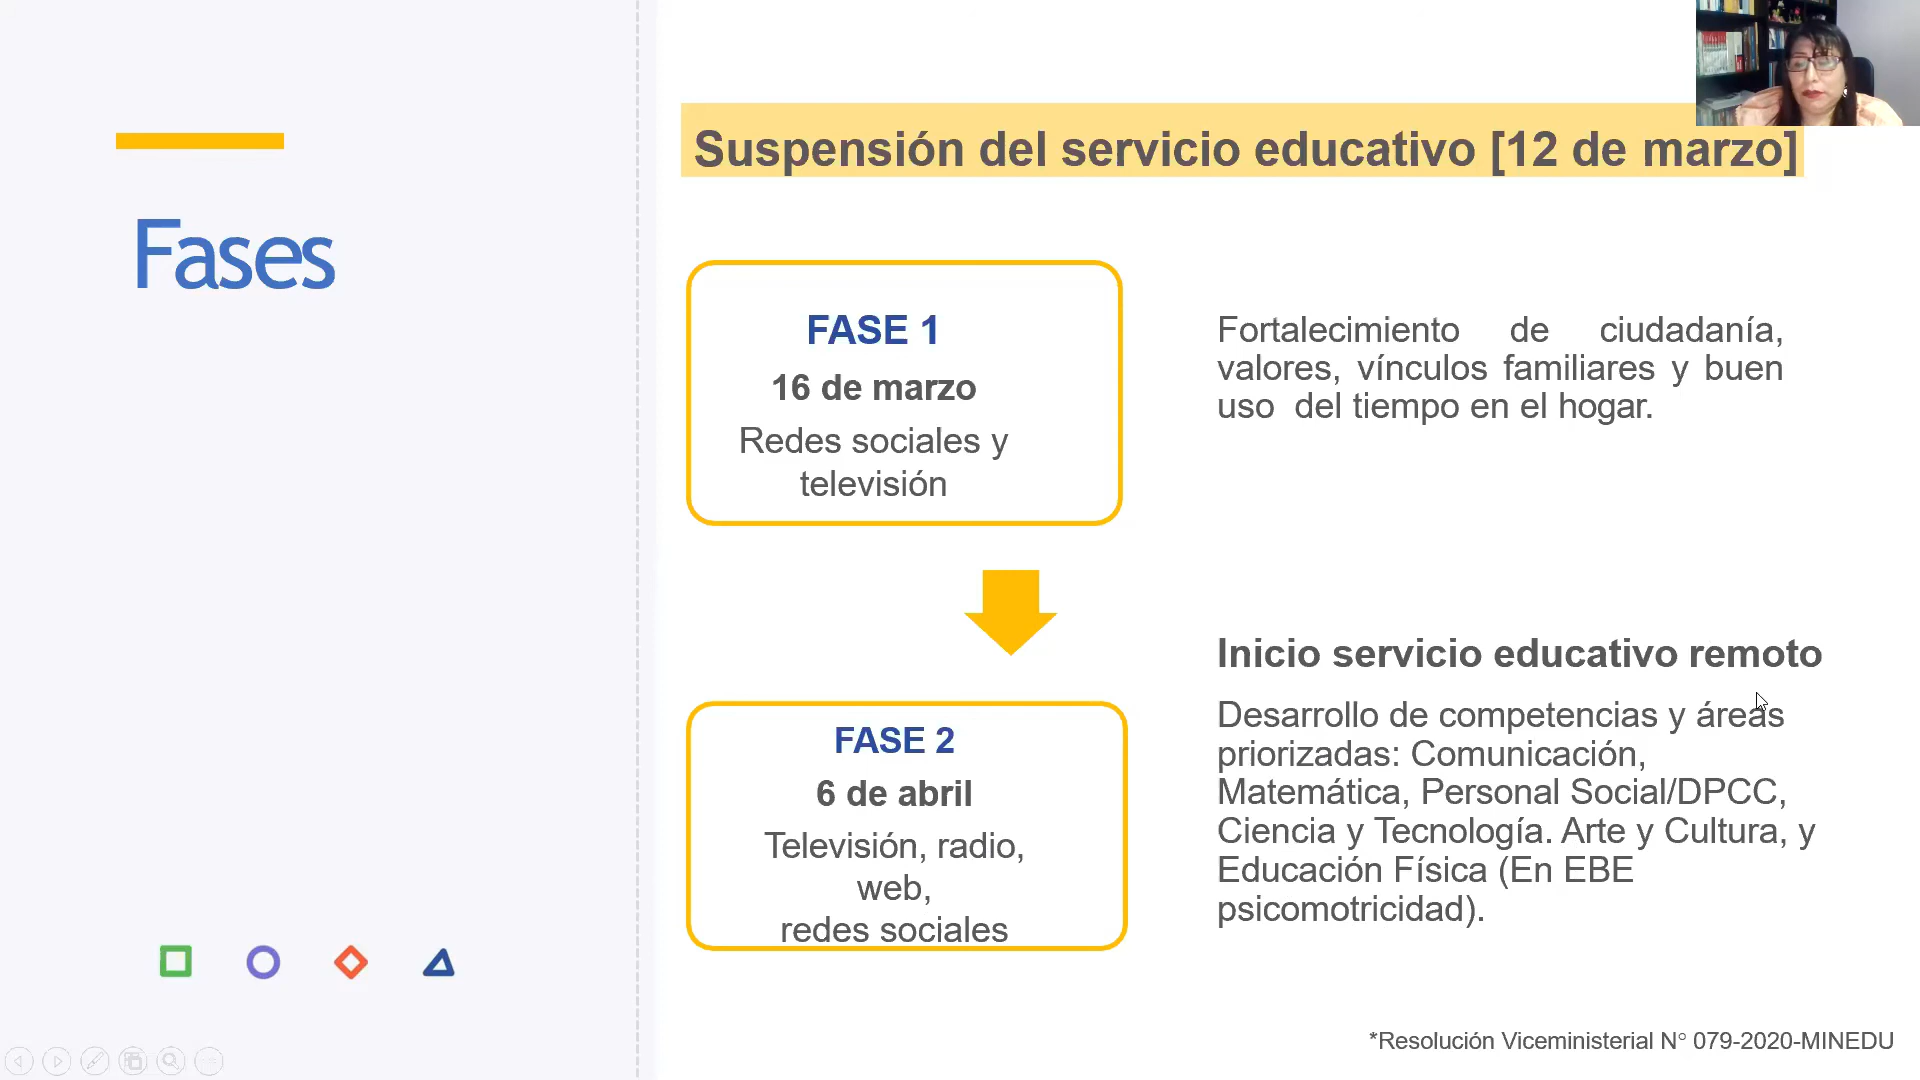 Fases
Suspensión del servicio educativo [12 de marzo]
FASE 1
16 de marzo
Redes sociales y
televisión
Fortalecimiento de ciudadanía,
valores, vínculos familiares y buen
uso del tiempo en el hogar.
FASE 2
6 de abril
Televisión, radio,
web,
redes sociales
Inicio servicio educativo remoto
Desarrollo de competencias y áreas
priorizadas: Comunicación,
Matemática, Personal Social/DPCC,
Ciencia y Tecnología. Arte y Cultura, y
Educación Física (En EBE
psicomotricidad).
*Resolución Viceministerial N° 079-2020-MINEDU